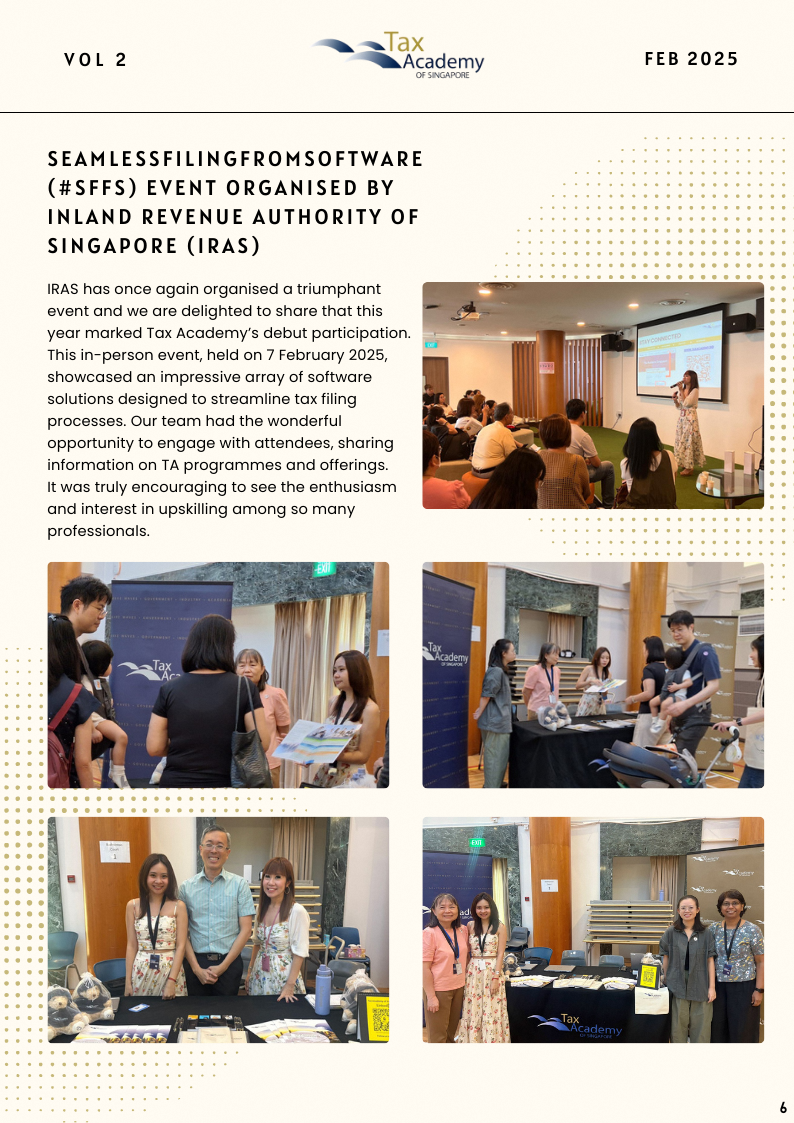 VOL 2
Tax
Academy
OF SINGAPORE
FEB 2025
SEAMLESSFILINGFROMSOFTWARE
(#SFFS) EVENT ORGANISED BY
INLAND REVENUE AUTHORITY OF
SINGAPORE (IRAS)
IRAS has once again organised a triumphant
event and we are delighted to share that this
year marked Tax Academy's debut participation.
This in-person event, held on 7 February 2025,
showcased an impressive array of software
solutions designed to streamline tax filing
processes. Our team had the wonderful
opportunity to engage with attendees, sharing
information on TA programmes and offerings.
It was truly encouraging to see the enthusiasm
and interest in upskilling among so many
professionals.
EXIT
Tax
Tax
Academy
OF SINGAPORE
EXIT
Tax
Academy
OF SINGAPORE
6